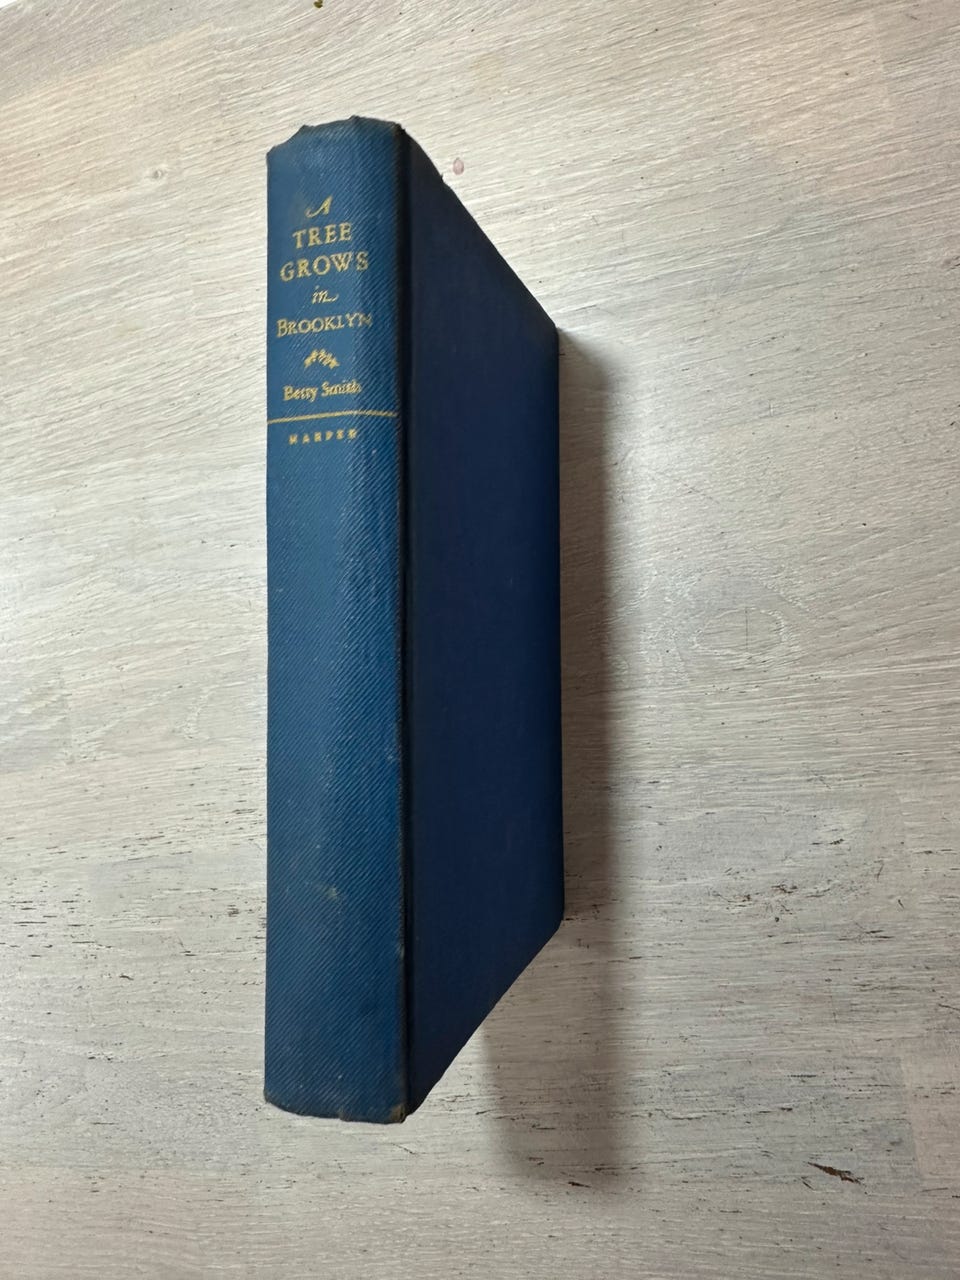 A
TREE
GROWS
in
BROOKLYN
Betty Smith
HARPER